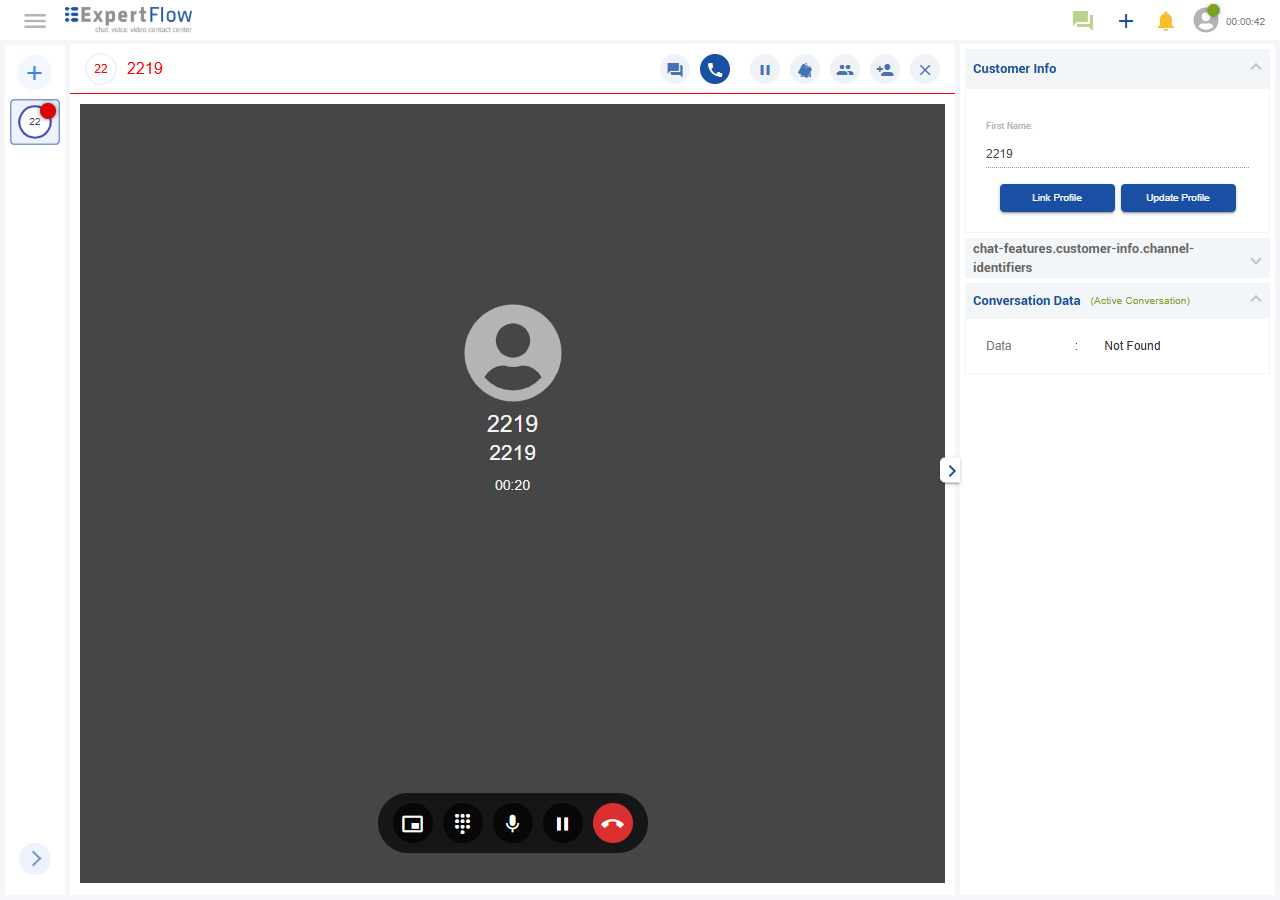 ExpertFlow
chat, voice, video contact center
00:00:42
22
22 2219
2219
2219
00:20
Customer Info
First Name:
2219
Link Profile Update Profile
chat-features.customer-info.channel-
identifiers
Conversation Data (Active Conversation)
Data : Not Found